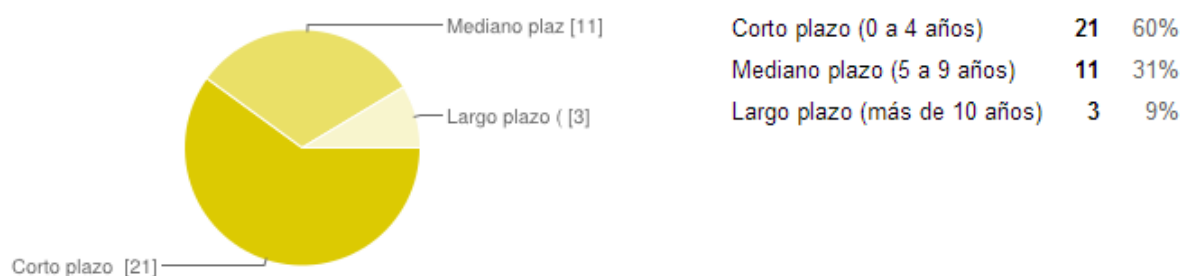 Mediano plaz [11]
Largo plazo ( [3]
Corto plazo [21]
Corto plazo (0 a 4 años) 21 60%
Mediano plazo (5 a 9 años) 11 31%
Largo plazo (más de 10 años) 3 9%